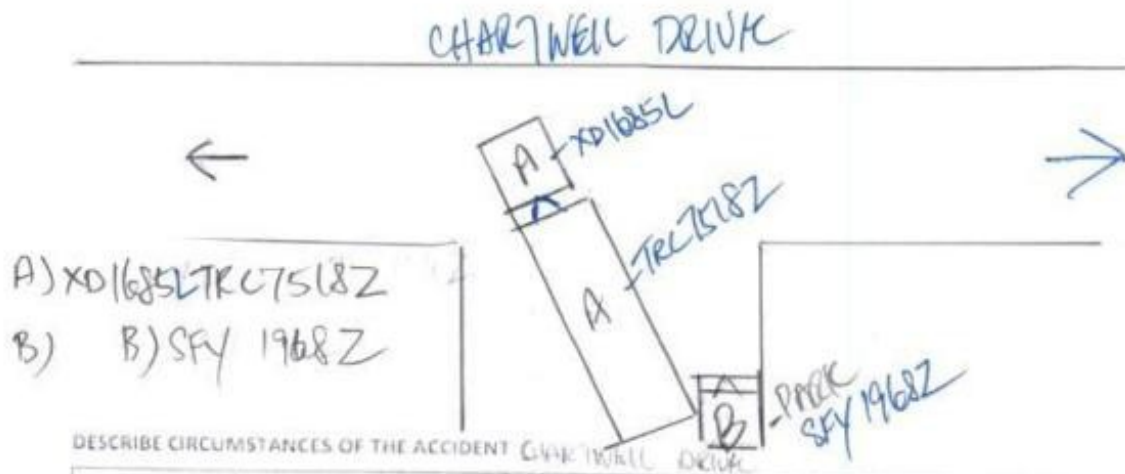 CHARTWELL DRIVE
A
XD1685L
TRC7518Z
A
A) XD1685L TRC7518Z
B) B) SFY 1968Z
B
- PARK
SFY 1968Z
DESCRIBE CIRCUMSTANCES OF THE ACCIDENT CHARTWELL DRIVE